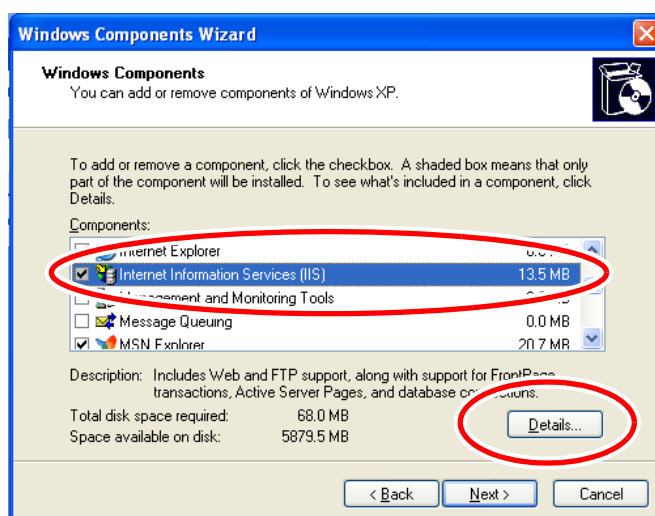 Windows Components Wizard
Windows Components
You can add or remove components of Windows XP.
To add or remove a component, click the checkbox. A shaded box means that only
part of the component will be installed. To see what's included in a component, click
Details.
Components:
Internet Explorer
Internet Information Services (IIS) 13.5 MB
Management and Monitoring Tools
Message Queuing 0.0 MB
MSN Explorer 20.7 MB
Description: Includes Web and FTP support, along with support for FrontPage
transactions, Active Server Pages, and database connections.
Total disk space required: 68.0 MB
Details...
Space available on disk: 5879.5 MB
< Back Next > Cancel